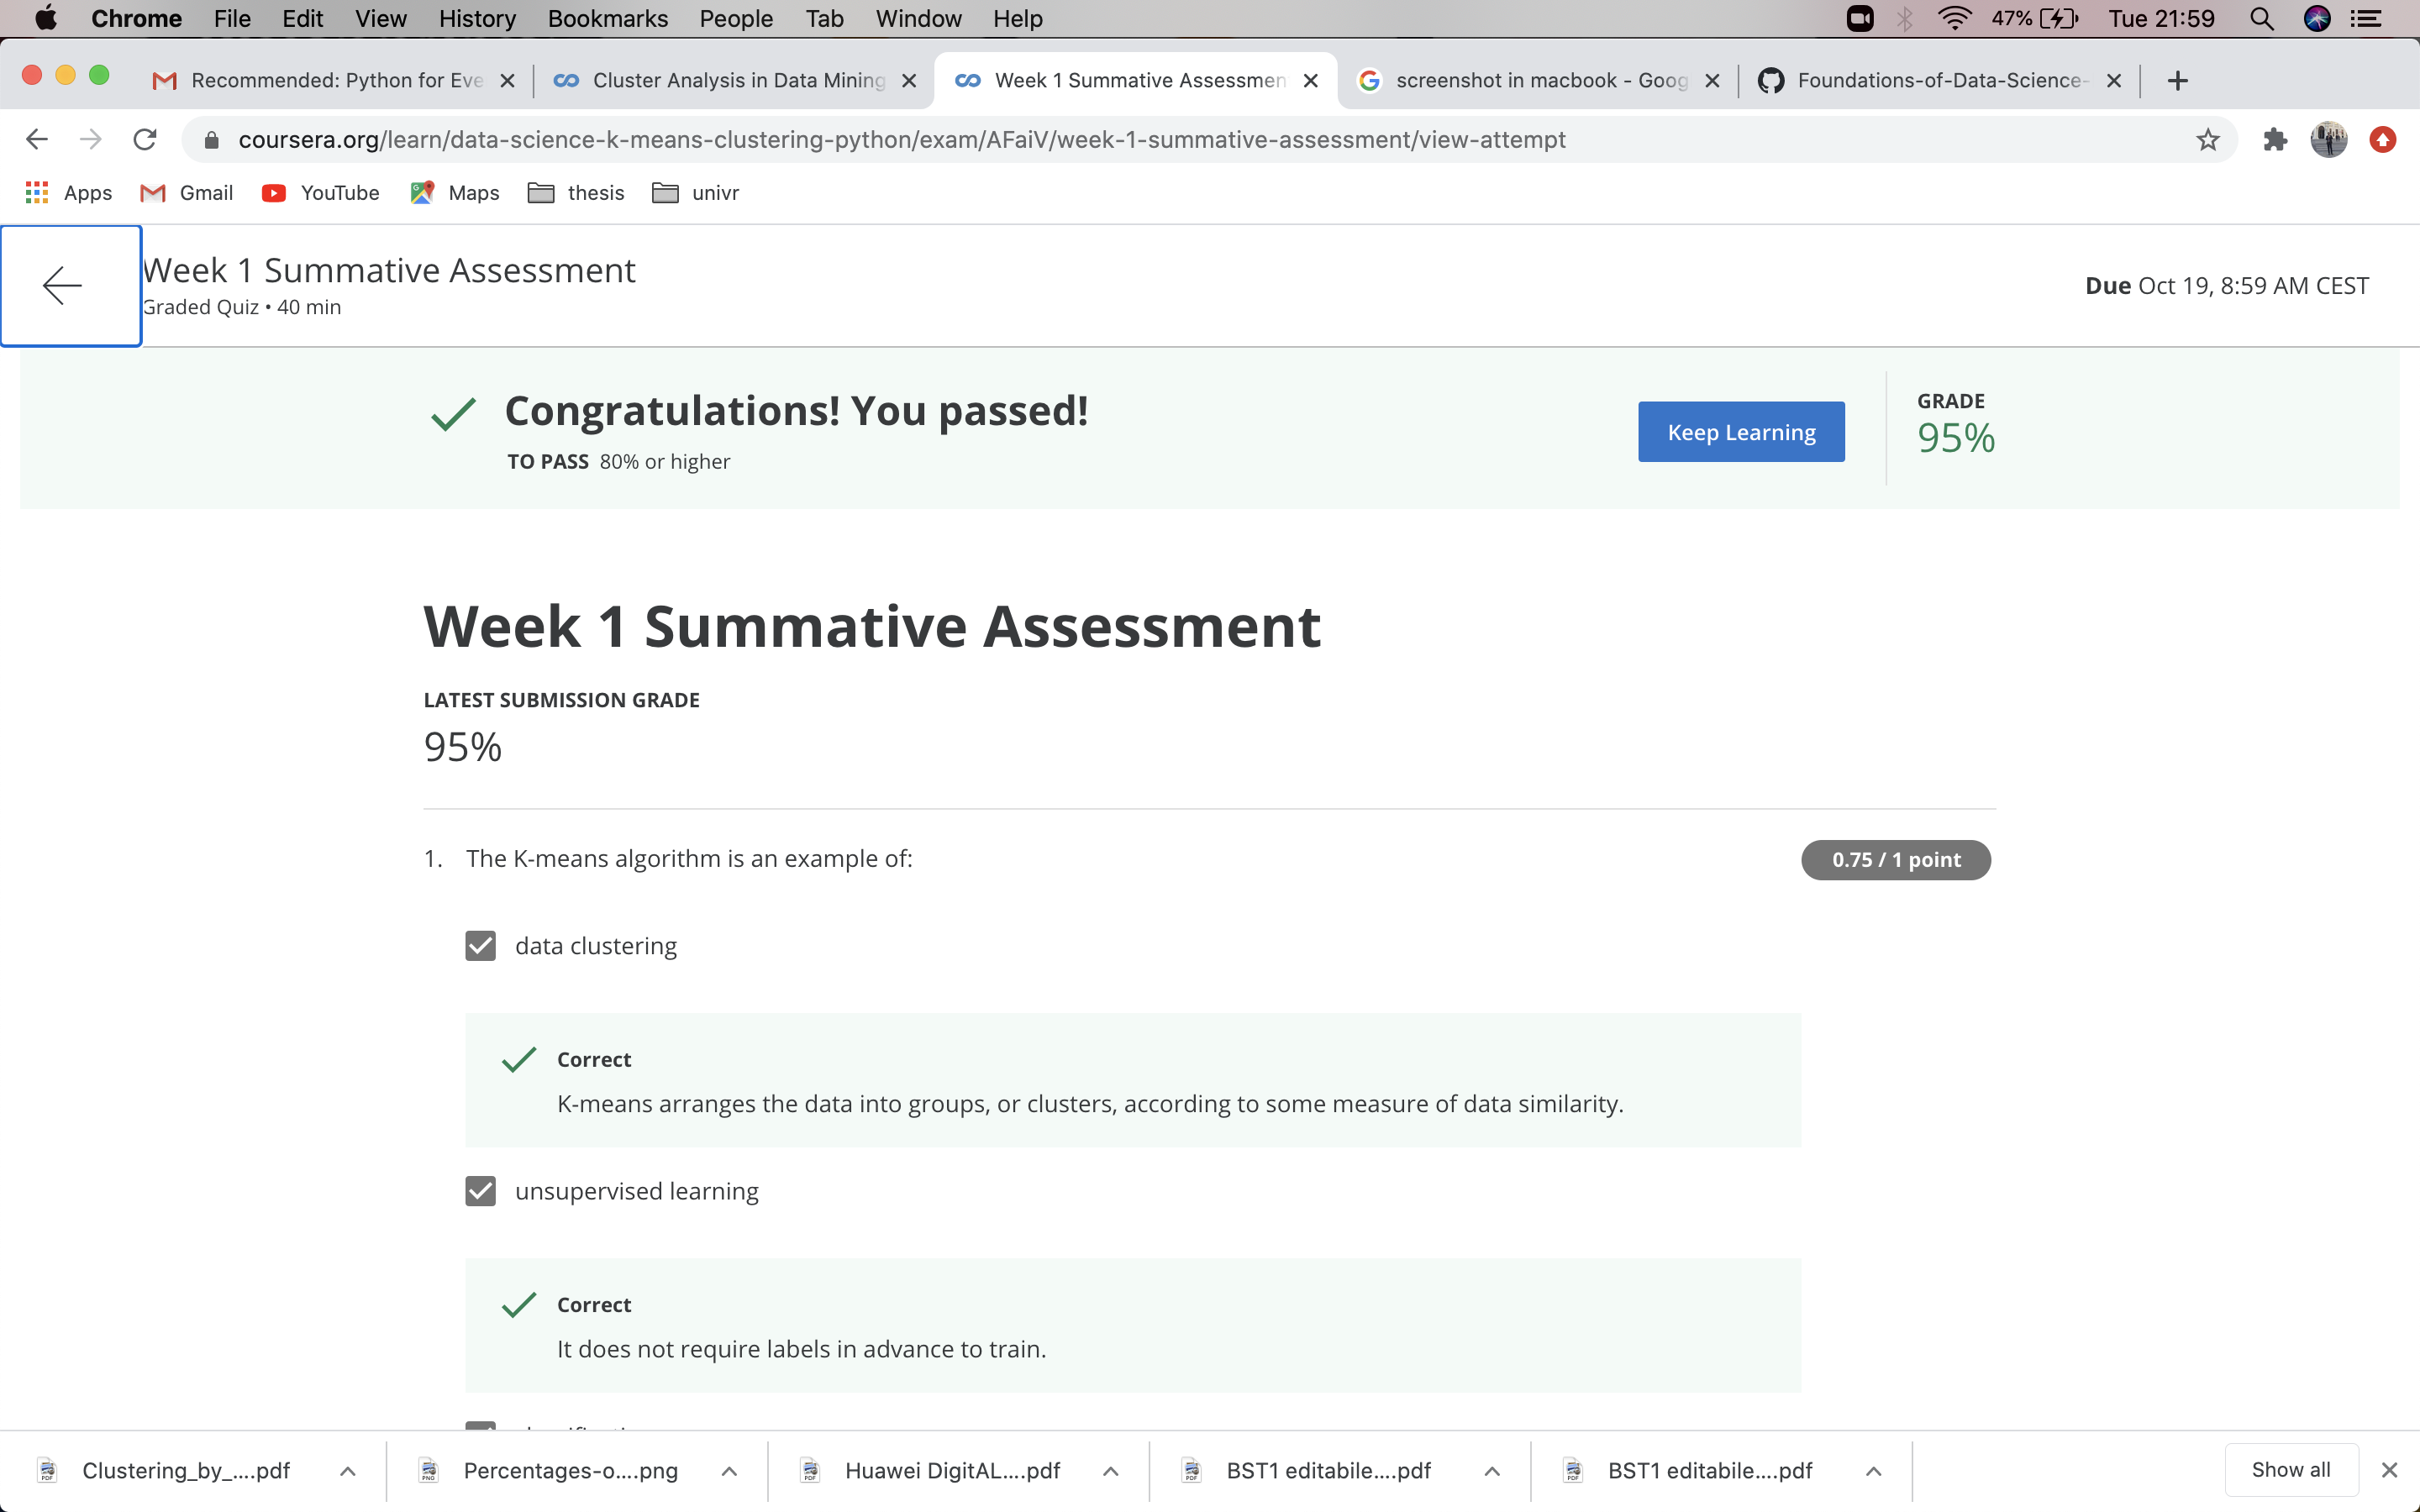 Chrome File Edit View History Bookmarks People Tab Window Help 47% Tue 21:59
Recommended: Python for Eve Cluster Analysis in Data Mining Week 1 Summative Assessmen screenshot in macbook - Goog Foundations-of-Data-Science-
coursera.org/learn/data-science-k-means-clustering-python/exam/AFaiV/week-1-summative-assessment/view-attempt
Apps Gmail YouTube Maps thesis univr
Week 1 Summative Assessment
Graded Quiz • 40 min
Due Oct 19, 8:59 AM CEST
Congratulations! You passed!
TO PASS 80% or higher
Keep Learning
GRADE
95%
Week 1 Summative Assessment
LATEST SUBMISSION GRADE
95%
1. The K-means algorithm is an example of:
0.75 / 1 point
data clustering
Correct
K-means arranges the data into groups, or clusters, according to some measure of data similarity.
unsupervised learning
Correct
It does not require labels in advance to train.
Clustering_by_....pdf Percentages-o....png Huawei DigitAL....pdf BST1 editabile....pdf BST1 editabile....pdf Show all